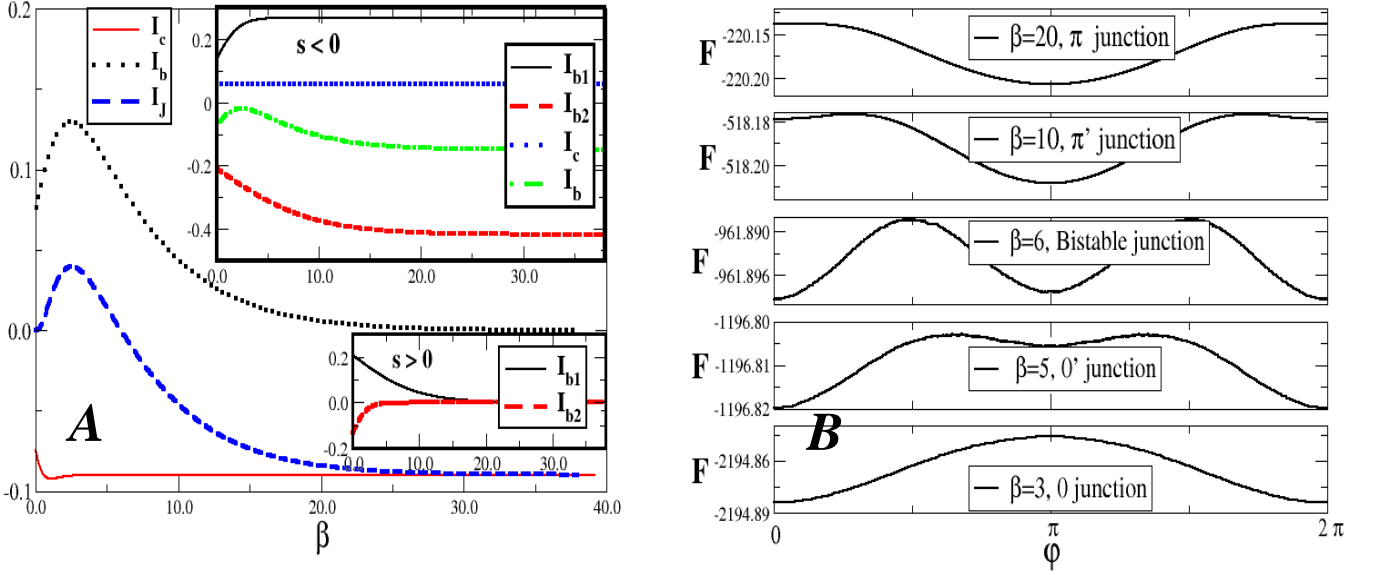 0.2
0.1
0.0
-0.1
0.0
10.0
20.0
30.0
40.0
β
A
I_c
I_b
I_J
s < 0
0.2
0
-0.2
-0.4
0.0
10.0
20.0
30.0
I_b1
I_b2
I_c
I_b
s > 0
0.2
0.0
-0.2
0.0
10.0
20.0
30.0
I_b1
I_b2
F
-220.15
-220.20
β=20, π junction
F
-518.18
-518.20
β=10, π' junction
F
-961.890
-961.896
β=6, Bistable junction
F
-1196.80
-1196.81
-1196.82
β=5, 0' junction
B
F
-2194.86
-2194.89
β=3, 0 junction
0
π
2 π
φ